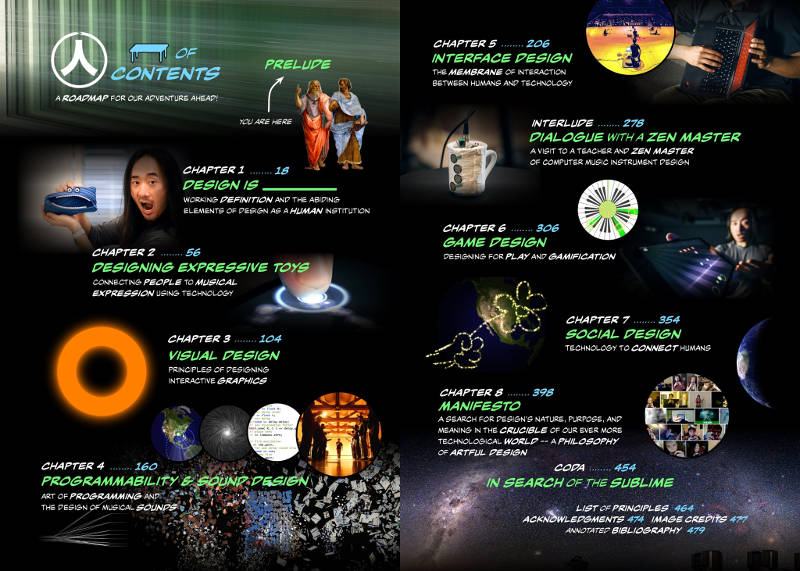 OF
CONTENTS
A ROADMAP FOR OUR ADVENTURE AHEAD!
PRELUDE
YOU ARE HERE
CHAPTER 1 ........ 18
DESIGN IS ____________
WORKING DEFINITION AND THE ABIDING
ELEMENTS OF DESIGN AS A HUMAN INSTITUTION
CHAPTER 2 ........ 56
DESIGNING EXPRESSIVE TOYS
CONNECTING PEOPLE TO MUSICAL
EXPRESSION USING TECHNOLOGY
CHAPTER 3 ........ 104
VISUAL DESIGN
PRINCIPLES OF DESIGNING
INTERACTIVE GRAPHICS
CHAPTER 4 ........ 160
PROGRAMMABILITY & SOUND DESIGN
ART OF PROGRAMMING AND
THE DESIGN OF MUSICAL SOUNDS
CHAPTER 5 ........ 206
INTERFACE DESIGN
THE MEMBRANE OF INTERACTION
BETWEEN HUMANS AND TECHNOLOGY
INTERLUDE ........ 278
DIALOGUE WITH A ZEN MASTER
A VISIT TO A TEACHER AND ZEN MASTER
OF COMPUTER MUSIC INSTRUMENT DESIGN
CHAPTER 6 ........ 306
GAME DESIGN
DESIGNING FOR PLAY AND GAMIFICATION
CHAPTER 7 ........ 354
SOCIAL DESIGN
TECHNOLOGY TO CONNECT HUMANS
CHAPTER 8 ........ 398
MANIFESTO
A SEARCH FOR DESIGN'S NATURE, PURPOSE, AND
MEANING IN THE CRUCIBLE OF OUR EVER MORE
TECHNOLOGICAL WORLD -- A PHILOSOPHY
OF ARTFUL DESIGN
CODA ........ 454
IN SEARCH OF THE SUBLIME
LIST OF PRINCIPLES 464
ACKNOWLEDGMENTS 474 IMAGE CREDITS 477
ANNOTATED BIBLIOGRAPHY 479